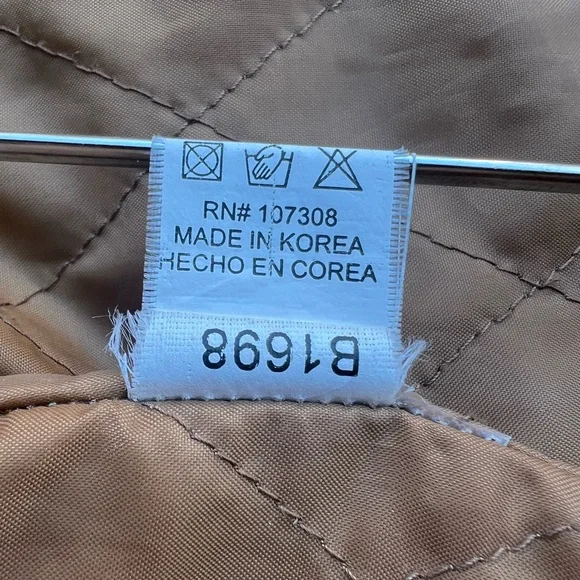 RN# 107308
MADE IN KOREA
HECHO EN COREA
B1698